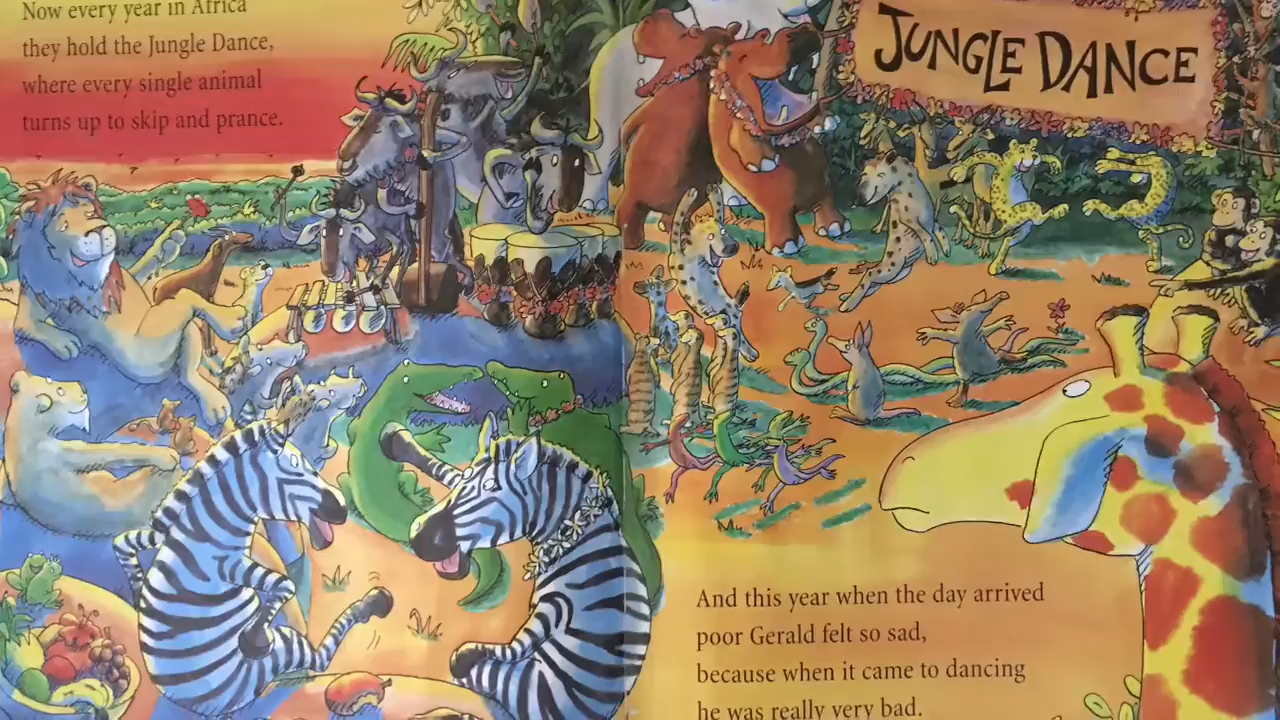 Now every year in Africa
they hold the Jungle Dance,
where every single animal
turns up to skip and prance.
JUNGLE DANCE
And this year when the day arrived
poor Gerald felt so sad,
because when it came to dancing
he was really very bad.